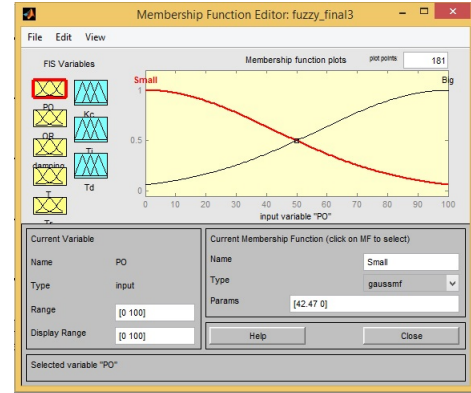 Membership Function Editor: fuzzy_final3
File Edit View
FIS Variables
Membership function plots
plot points
181
PO
OR
damping
T
Tr
Kc
Ti
Td
Small
Big
1
0.5
0
0 10 20 30 40 50 60 70 80 90 100
input variable "PO"
Current Variable
Name PO
Type input
Range [0 100]
Display Range [0 100]
Current Membership Function (click on MF to select)
Name Small
Type gaussmf
Params [42.47 0]
Help Close
Selected variable "PO"